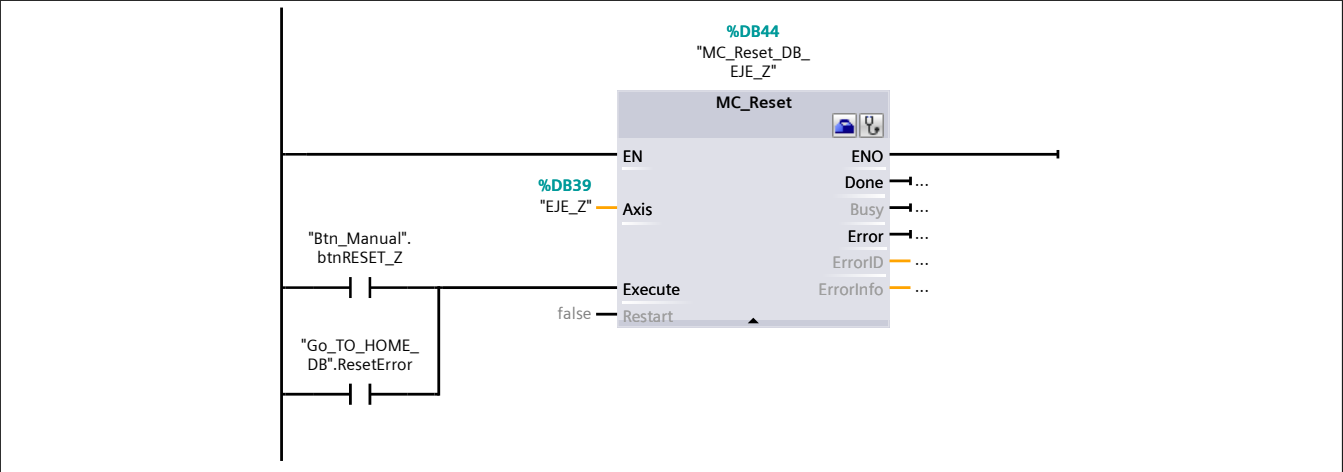 %DB44
"MC_Reset_DB_
EJE_Z"
MC_Reset
EN
ENO
%DB39
Done
...
"EJE_Z"
Axis
Busy
...
"Btn_Manual".
btnRESET_Z
Error
...
ErrorID
...
Execute
ErrorInfo
...
false
Restart
"Go_TO_HOME_
DB".ResetError